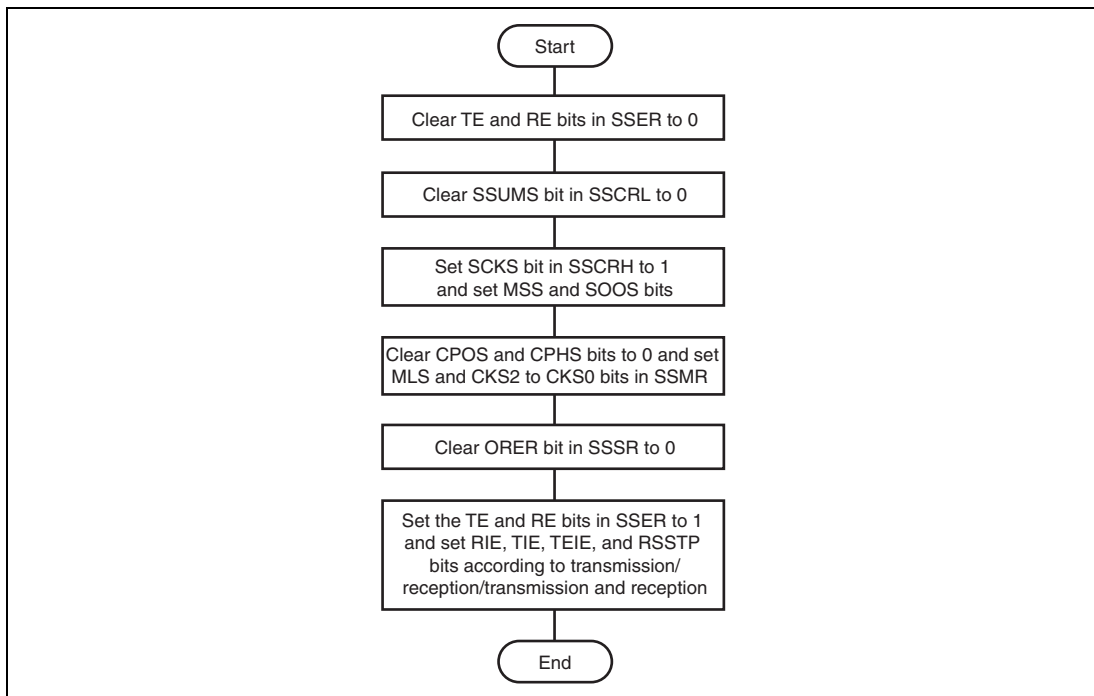 Start
Clear TE and RE bits in SSER to 0
Clear SSUMS bit in SSCRL to 0
Set SCKS bit in SSCRH to 1
and set MSS and SOOS bits
Clear CPOS and CPHS bits to 0 and set
MLS and CKS2 to CKS0 bits in SSMR
Clear ORER bit in SSSR to 0
Set the TE and RE bits in SSER to 1
and set RIE, TIE, TEIE, and RSSTP
bits according to transmission/
reception/transmission and reception
End